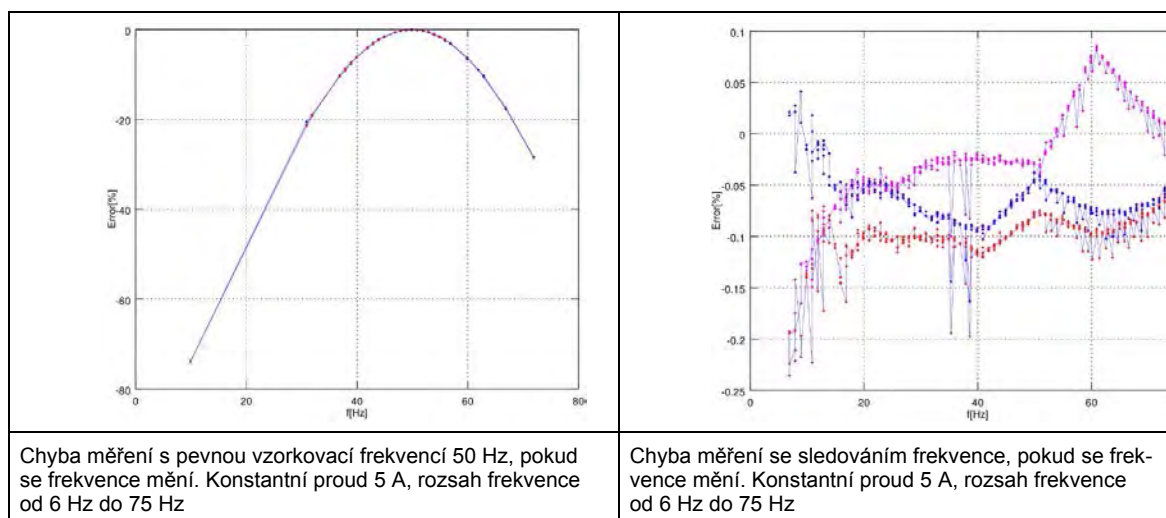 0
-20
-40
-60
-80
Error[%]
0
20
40
60
80
f[Hz]
0.1
0.05
0
-0.05
-0.1
-0.15
-0.2
-0.25
Error[%]
0
20
40
60
f[Hz]
Chyba měření s pevnou vzorkovací frekvencí 50 Hz, pokud
se frekvence mění. Konstantní proud 5 A, rozsah frekvence
od 6 Hz do 75 Hz
Chyba měření se sledováním frekvence, pokud se frek-
vence mění. Konstantní proud 5 A, rozsah frekvence
od 6 Hz do 75 Hz